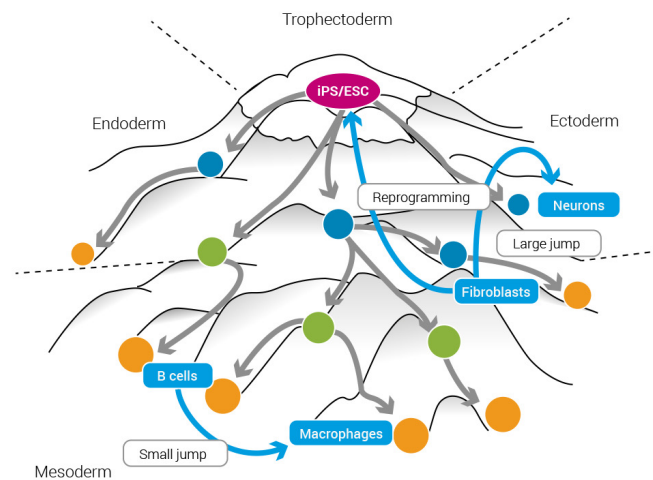 Trophectoderm
iPS/ESC
Endoderm
Ectoderm
Reprogramming
Neurons
Large jump
Fibroblasts
B cells
Macrophages
Small jump
Mesoderm